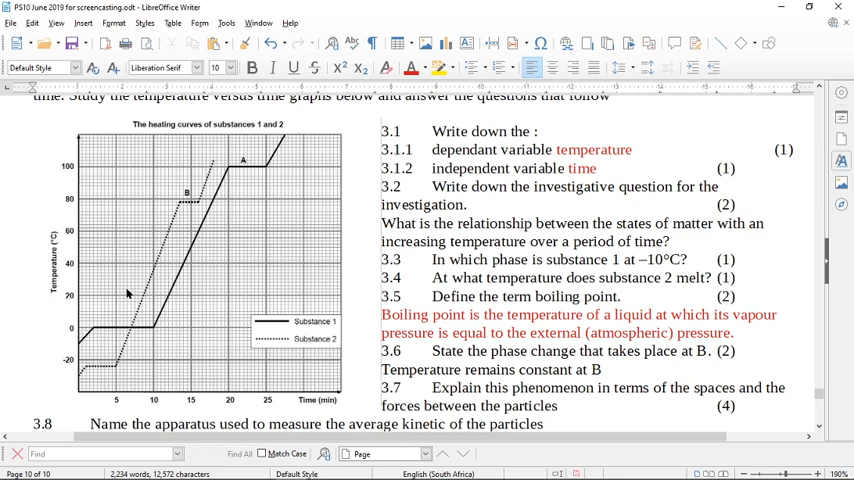 PS10 June 2019 for screencasting.odt - LibreOffice Writer
File Edit View Insert Format Styles Table Form Tools Window Help
Default Style Liberation Serif 10
time. Study the temperature versus time graphs below and answer the questions that follow
The heating curves of substances 1 and 2
Temperature (°C)
100
80
60
40
20
0
-20
A
B
Substance 1
Substance 2
5 10 15 20 25 Time (min)
3.1 Write down the :
3.1.1 dependant variable temperature (1)
3.1.2 independent variable time (1)
3.2 Write down the investigative question for the
investigation. (2)
What is the relationship between the states of matter with an
increasing temperature over a period of time?
3.3 In which phase is substance 1 at –10°C? (1)
3.4 At what temperature does substance 2 melt? (1)
3.5 Define the term boiling point. (2)
Boiling point is the temperature of a liquid at which its vapour
pressure is equal to the external (atmospheric) pressure.
3.6 State the phase change that takes place at B. (2)
Temperature remains constant at B
3.7 Explain this phenomenon in terms of the spaces and the
forces between the particles (4)
3.8 Name the apparatus used to measure the average kinetic of the particles
Find Find All Match Case Page
Page 10 of 10 2,234 words, 12,572 characters Default Style English (South Africa) 190%